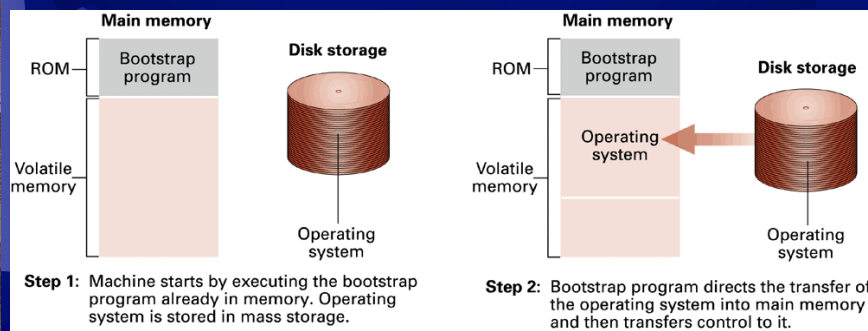 Main memory
ROM
Bootstrap
program
Disk storage
Volatile
memory
Operating
system
Step 1: Machine starts by executing the bootstrap
program already in memory. Operating
system is stored in mass storage.
Main memory
ROM
Bootstrap
program
Disk storage
Operating
system
Volatile
memory
Operating
system
Step 2: Bootstrap program directs the transfer of
the operating system into main memory
and then transfers control to it.